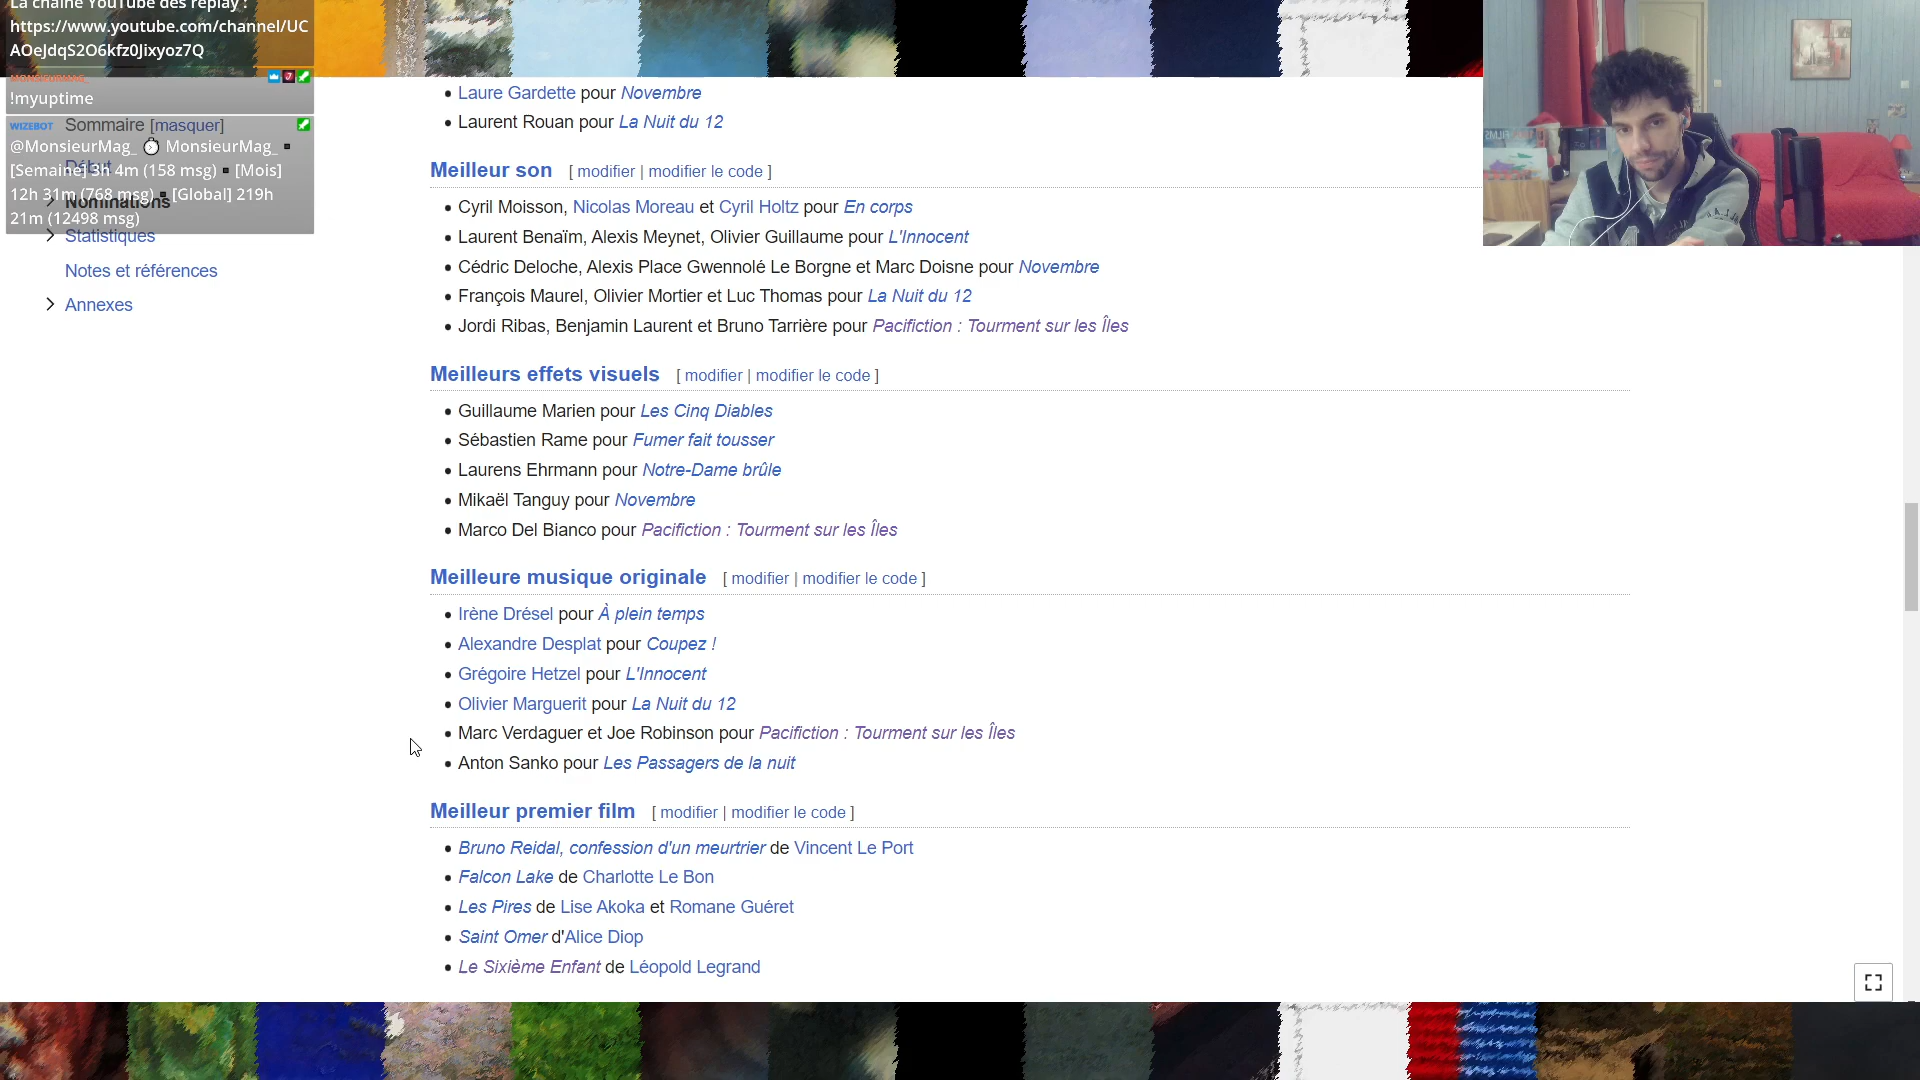 La chaîne YouTube des replay :
https://www.youtube.com/channel/UC
AOeJdqS2O6kfz0Jixyoz7Q
MONSIEURMAG_
!myuptime
WIZEBOT
@MonsieurMag_ MonsieurMag_ ▪
[Semaine] 3h 4m (158 msg) ▪ [Mois]
12h 31m (768 msg) ▪ [Global] 219h
21m (12498 msg)
Sommaire [masquer]
Début
Nominations
Statistiques
Notes et références
Annexes
• Laure Gardette pour Novembre
• Laurent Rouan pour La Nuit du 12
Meilleur son [ modifier | modifier le code ]
• Cyril Moisson, Nicolas Moreau et Cyril Holtz pour En corps
• Laurent Benaïm, Alexis Meynet, Olivier Guillaume pour L'Innocent
• Cédric Deloche, Alexis Place Gwennolé Le Borgne et Marc Doisne pour Novembre
• François Maurel, Olivier Mortier et Luc Thomas pour La Nuit du 12
• Jordi Ribas, Benjamin Laurent et Bruno Tarrière pour Pacifiction : Tourment sur les Îles
Meilleurs effets visuels [ modifier | modifier le code ]
• Guillaume Marien pour Les Cinq Diables
• Sébastien Rame pour Fumer fait tousser
• Laurens Ehrmann pour Notre-Dame brûle
• Mikaël Tanguy pour Novembre
• Marco Del Bianco pour Pacifiction : Tourment sur les Îles
Meilleure musique originale [ modifier | modifier le code ]
• Irène Drésel pour À plein temps
• Alexandre Desplat pour Coupez !
• Grégoire Hetzel pour L'Innocent
• Olivier Marguerit pour La Nuit du 12
• Marc Verdaguer et Joe Robinson pour Pacifiction : Tourment sur les Îles
• Anton Sanko pour Les Passagers de la nuit
Meilleur premier film [ modifier | modifier le code ]
• Bruno Reidal, confession d'un meurtrier de Vincent Le Port
• Falcon Lake de Charlotte Le Bon
• Les Pires de Lise Akoka et Romane Guéret
• Saint Omer d'Alice Diop
• Le Sixième Enfant de Léopold Legrand